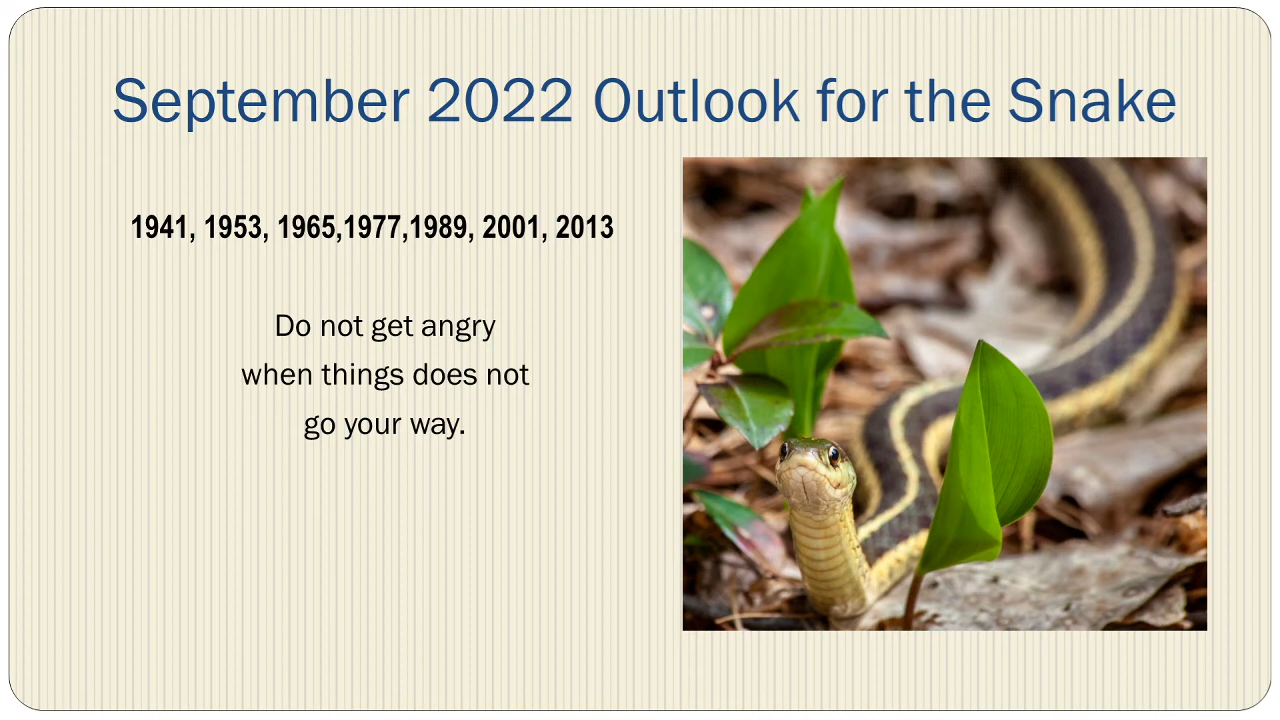 September 2022 Outlook for the Snake
1941, 1953, 1965,1977,1989, 2001, 2013
Do not get angry
when things does not
go your way.